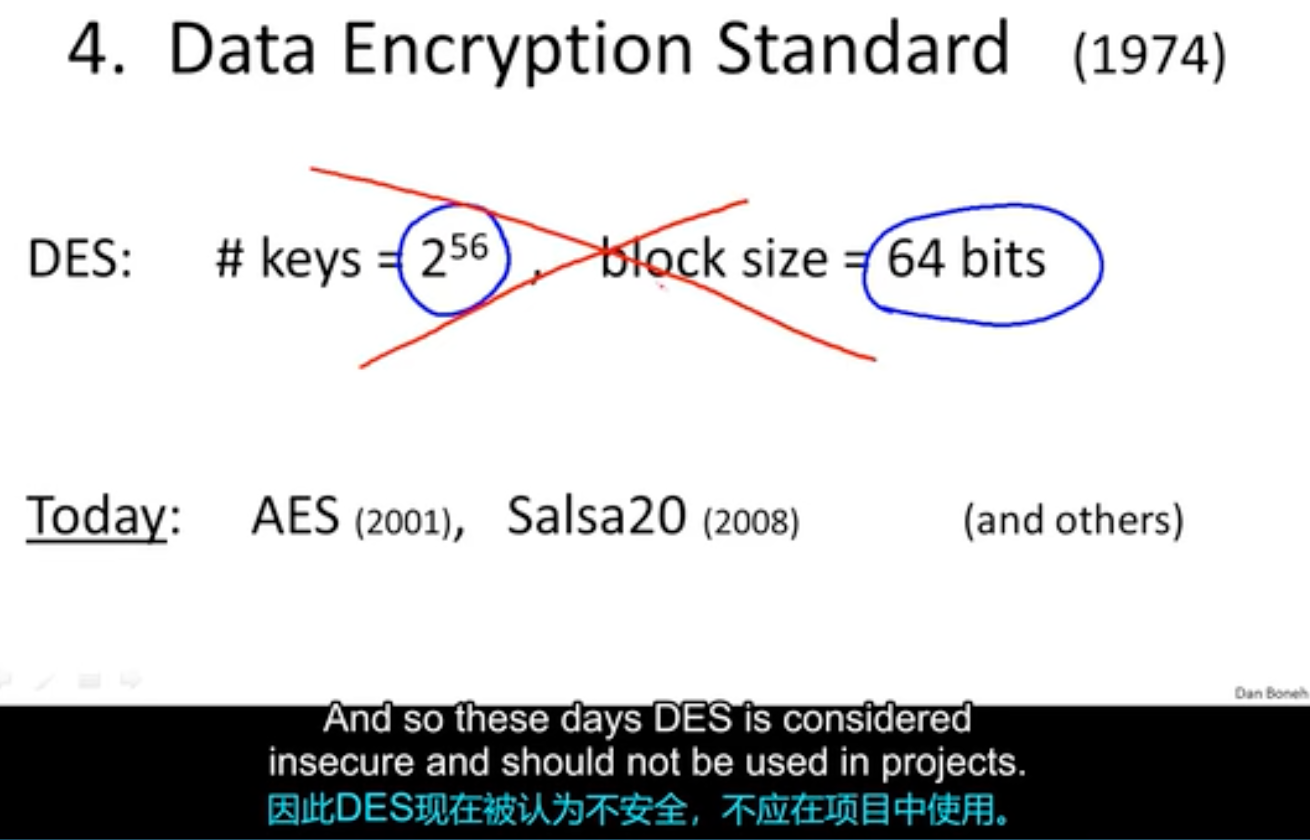 4. Data Encryption Standard (1974)
DES: # keys = 2⁵⁶ , block size = 64 bits
Today: AES (2001), Salsa20 (2008) (and others)
Dan Boneh
And so these days DES is considered
insecure and should not be used in projects.
因此DES现在被认为不安全，不应在项目中使用。